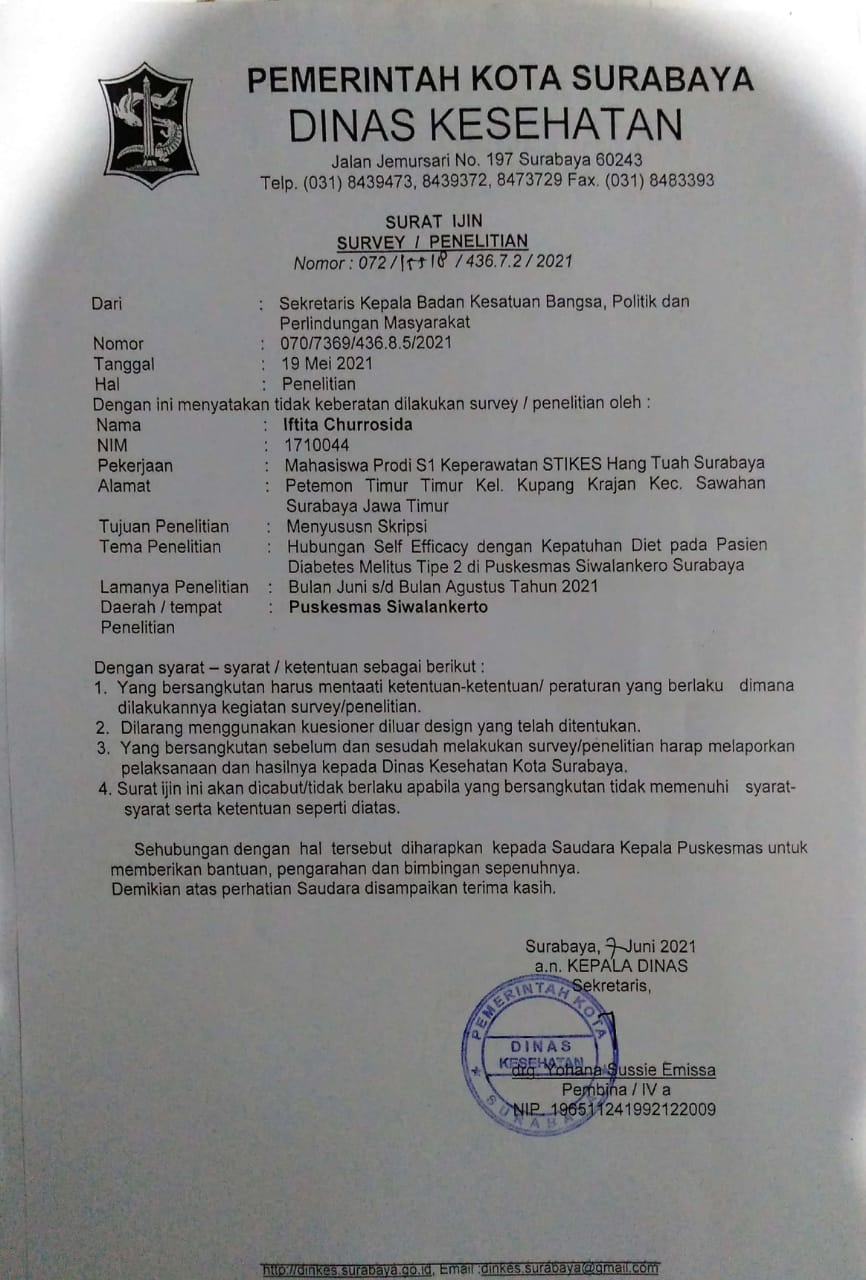 PEMERINTAH KOTA SURABAYA
DINAS KESEHATAN
Jalan Jemursari No. 197 Surabaya 60243
Telp. (031) 8439473, 8439372, 8473729 Fax. (031) 8483393
SURAT IJIN
SURVEY / PENELITIAN
Nomor : 072 / / 436.7.2 / 2021
Dari : Sekretaris Kepala Badan Kesatuan Bangsa, Politik dan
Perlindungan Masyarakat
Nomor : 070/7369/436.8.5/2021
Tanggal : 19 Mei 2021
Hal : Penelitian
Dengan ini menyatakan tidak keberatan dilakukan survey / penelitian oleh :
Nama : Iftita Churrosida
NIM : 1710044
Pekerjaan : Mahasiswa Prodi S1 Keperawatan STIKES Hang Tuah Surabaya
Alamat : Petemon Timur Timur Kel. Kupang Krajan Kec. Sawahan
Surabaya Jawa Timur
Tujuan Penelitian : Menyususn Skripsi
Tema Penelitian : Hubungan Self Efficacy dengan Kepatuhan Diet pada Pasien
Diabetes Melitus Tipe 2 di Puskesmas Siwalankero Surabaya
Lamanya Penelitian : Bulan Juni s/d Bulan Agustus Tahun 2021
Daerah / tempat : Puskesmas Siwalankerto
Penelitian
Dengan syarat – syarat / ketentuan sebagai berikut :
1. Yang bersangkutan harus mentaati ketentuan-ketentuan/ peraturan yang berlaku dimana
dilakukannya kegiatan survey/penelitian.
2. Dilarang menggunakan kuesioner diluar design yang telah ditentukan.
3. Yang bersangkutan sebelum dan sesudah melakukan survey/penelitian harap melaporkan
pelaksanaan dan hasilnya kepada Dinas Kesehatan Kota Surabaya.
4. Surat ijin ini akan dicabut/tidak berlaku apabila yang bersangkutan tidak memenuhi syarat-
syarat serta ketentuan seperti diatas.
Sehubungan dengan hal tersebut diharapkan kepada Saudara Kepala Puskesmas untuk
memberikan bantuan, pengarahan dan bimbingan sepenuhnya.
Demikian atas perhatian Saudara disampaikan terima kasih.
Surabaya, 7 Juni 2021
a.n. KEPALA DINAS
Sekretaris,
PEMERINTAH KOTA
DINAS
KESEHATAN
SURABAYA
drg. Yohana Sussie Emissa
Pembina / IV a
NIP. 196511241992122009
http://dinkes.surabaya.go.id, Email :dinkes.surabaya@gmail.com